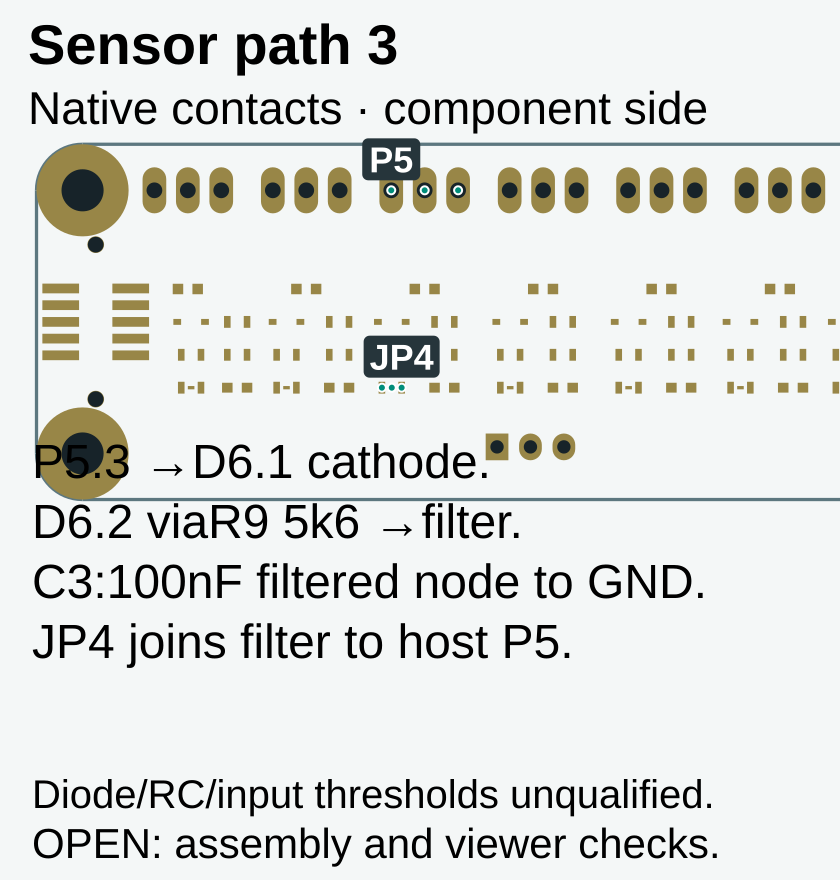 Sensor path 3
Native contacts · component side
P5
JP4
P5.3 →D6.1 cathode.
D6.2 viaR9 5k6 →filter.
C3:100nF filtered node to GND.
JP4 joins filter to host P5.
Diode/RC/input thresholds unqualified.
OPEN: assembly and viewer checks.